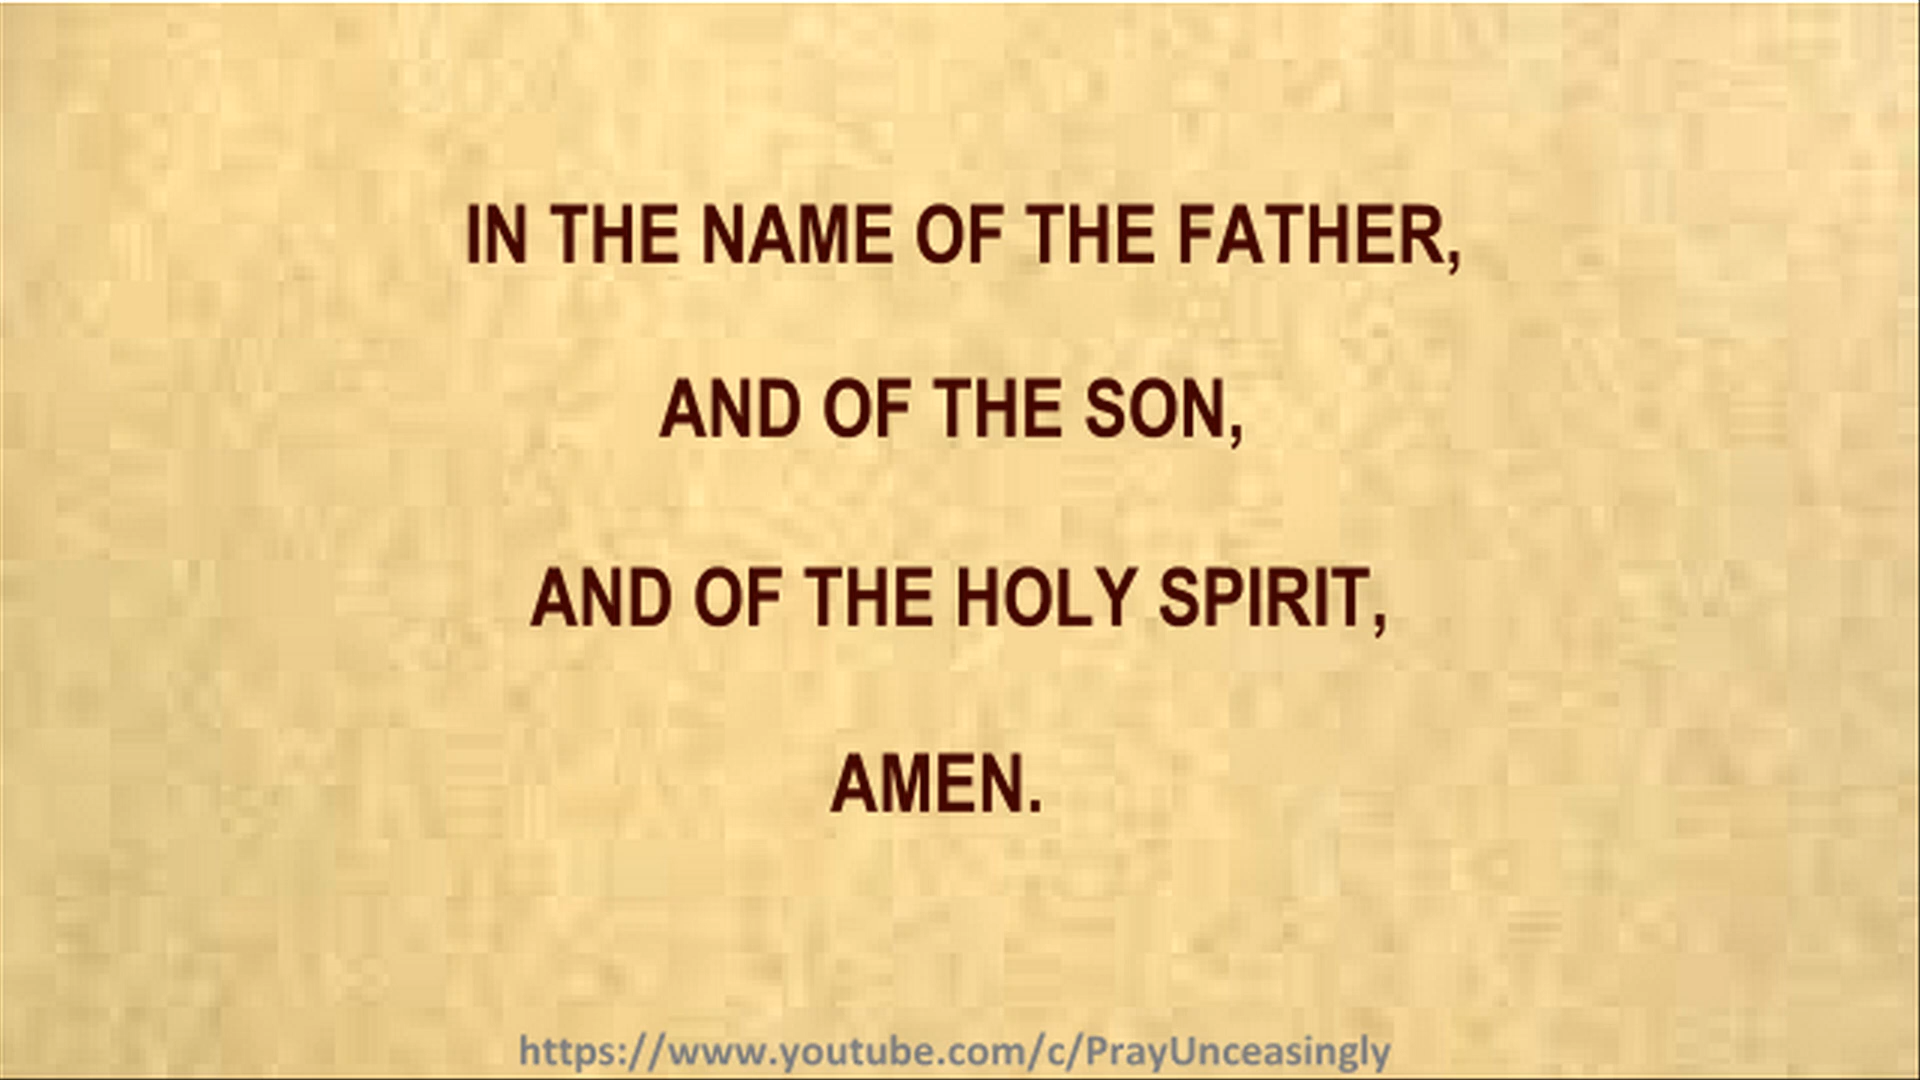 IN THE NAME OF THE FATHER,
AND OF THE SON,
AND OF THE HOLY SPIRIT,
AMEN.
https://www.youtube.com/c/PrayUnceasingly